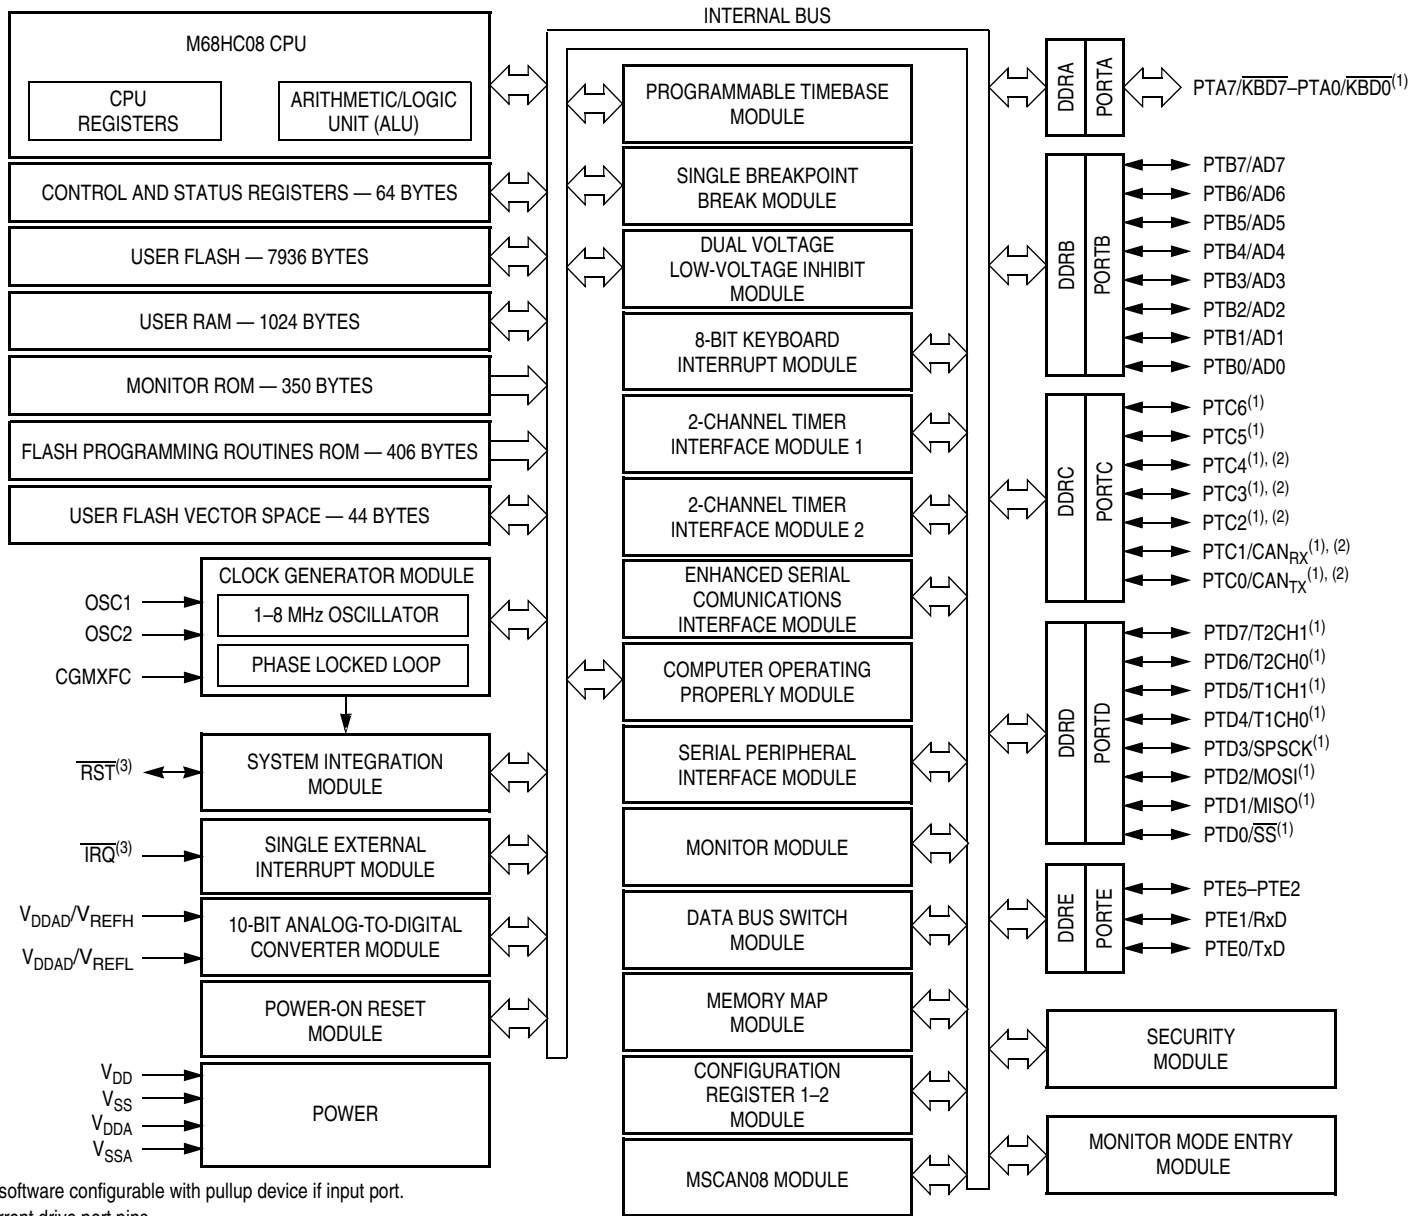 INTERNAL BUS
M68HC08 CPU
CPU
REGISTERS
ARITHMETIC/LOGIC
UNIT (ALU)
CONTROL AND STATUS REGISTERS — 64 BYTES
USER FLASH — 7936 BYTES
USER RAM — 1024 BYTES
MONITOR ROM — 350 BYTES
FLASH PROGRAMMING ROUTINES ROM — 406 BYTES
USER FLASH VECTOR SPACE — 44 BYTES
CLOCK GENERATOR MODULE
1–8 MHz OSCILLATOR
PHASE LOCKED LOOP
OSC1
OSC2
CGMXFC
SYSTEM INTEGRATION
MODULE
RST(3)
SINGLE EXTERNAL
INTERRUPT MODULE
IRQ(3)
10-BIT ANALOG-TO-DIGITAL
CONVERTER MODULE
VDDAD/VREFH
VDDAD/VREFL
POWER-ON RESET
MODULE
POWER
VDD
VSS
VDDA
VSSA
PROGRAMMABLE TIMEBASE
MODULE
SINGLE BREAKPOINT
BREAK MODULE
DUAL VOLTAGE
LOW-VOLTAGE INHIBIT
MODULE
8-BIT KEYBOARD
INTERRUPT MODULE
2-CHANNEL TIMER
INTERFACE MODULE 1
2-CHANNEL TIMER
INTERFACE MODULE 2
ENHANCED SERIAL
COMUNICATIONS
INTERFACE MODULE
COMPUTER OPERATING
PROPERLY MODULE
SERIAL PERIPHERAL
INTERFACE MODULE
MONITOR MODULE
DATA BUS SWITCH
MODULE
MEMORY MAP
MODULE
CONFIGURATION
REGISTER 1–2
MODULE
MSCAN08 MODULE
DDRA
PORTA
PTA7/KBD7–PTA0/KBD0(1)
DDRB
PORTB
PTB7/AD7
PTB6/AD6
PTB5/AD5
PTB4/AD4
PTB3/AD3
PTB2/AD2
PTB1/AD1
PTB0/AD0
DDRC
PORTC
PTC6(1)
PTC5(1)
PTC4(1), (2)
PTC3(1), (2)
PTC2(1), (2)
PTC1/CANRX(1), (2)
PTC0/CANTX(1), (2)
DDRD
PORTD
PTD7/T2CH1(1)
PTD6/T2CH0(1)
PTD5/T1CH1(1)
PTD4/T1CH0(1)
PTD3/SPSCK(1)
PTD2/MOSI(1)
PTD1/MISO(1)
PTD0/SS(1)
DDRE
PORTE
PTE5–PTE2
PTE1/RxD
PTE0/TxD
SECURITY
MODULE
MONITOR MODE ENTRY
MODULE
software configurable with pullup device if input port.
drive port pins